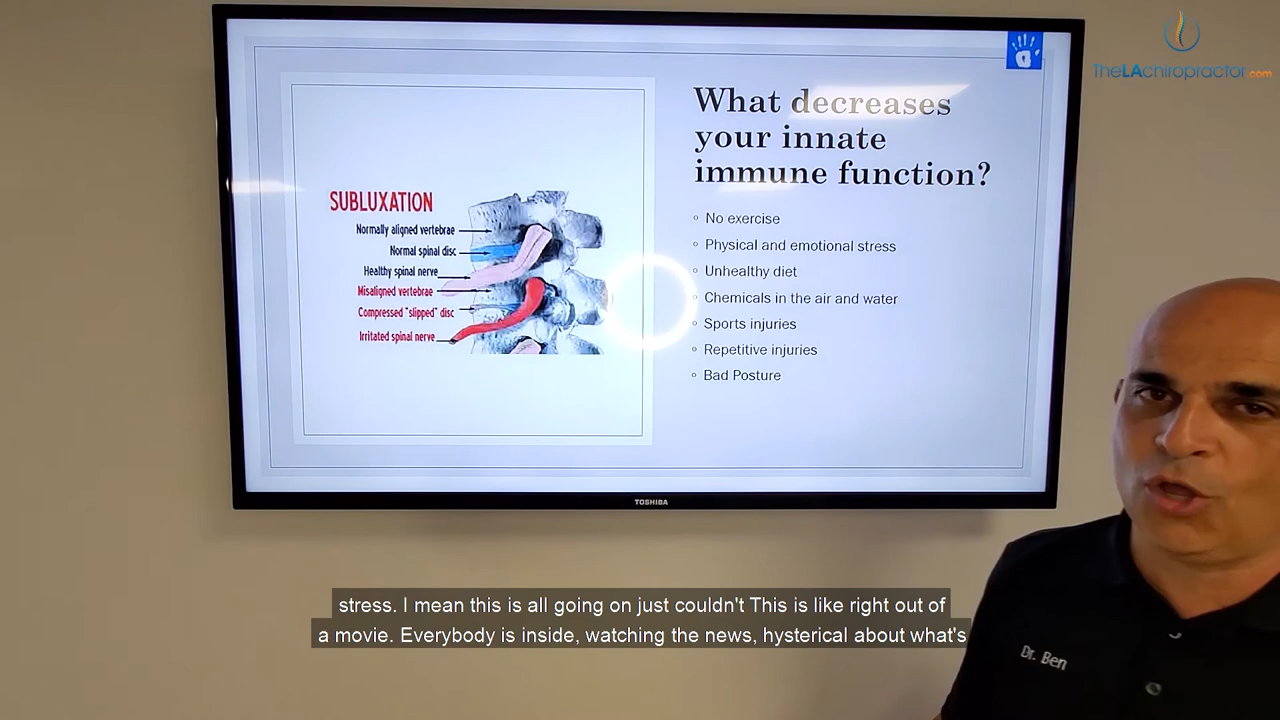 TheLAchiropractor.com
What decreases
your innate
immune function?
SUBLUXATION
Normally aligned vertebrae
Normal spinal disc
Healthy spinal nerve
Misaligned vertebrae
Compressed "slipped" disc
Irritated spinal nerve
No exercise
Physical and emotional stress
Unhealthy diet
Chemicals in the air and water
Sports injuries
Repetitive injuries
Bad Posture
TOSHIBA
stress. I mean this is all going on just couldn't This is like right out of
a movie. Everybody is inside, watching the news, hysterical about what's
Dr. Ben